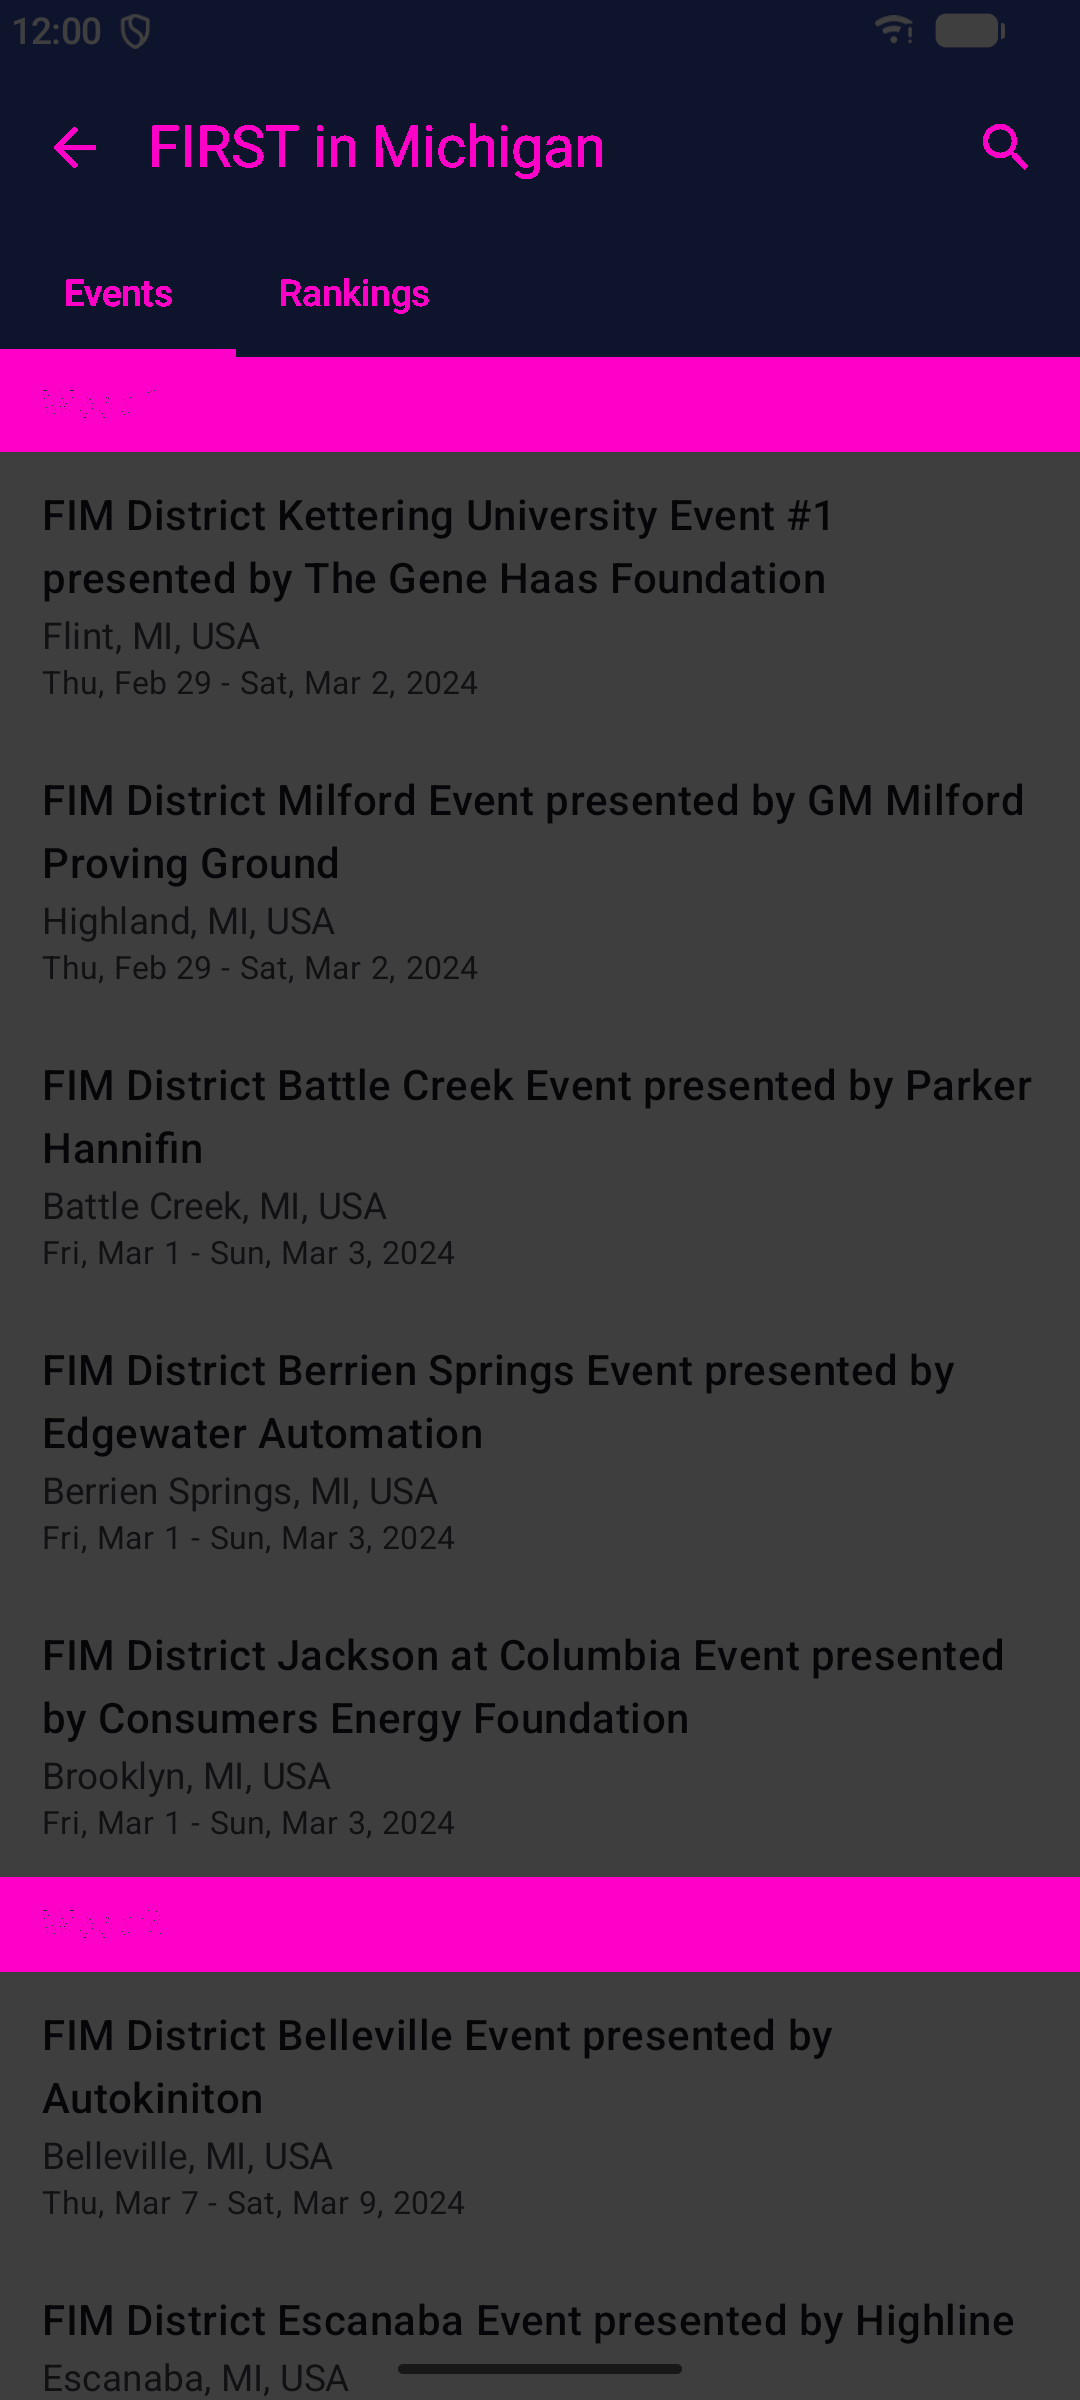 12:00
FIRST in Michigan
Events
Rankings
FIM District Kettering University Event #1
presented by The Gene Haas Foundation
Flint, MI, USA
Thu, Feb 29 - Sat, Mar 2, 2024
FIM District Milford Event presented by GM Milford
Proving Ground
Highland, MI, USA
Thu, Feb 29 - Sat, Mar 2, 2024
FIM District Battle Creek Event presented by Parker
Hannifin
Battle Creek, MI, USA
Fri, Mar 1 - Sun, Mar 3, 2024
FIM District Berrien Springs Event presented by
Edgewater Automation
Berrien Springs, MI, USA
Fri, Mar 1 - Sun, Mar 3, 2024
FIM District Jackson at Columbia Event presented
by Consumers Energy Foundation
Brooklyn, MI, USA
Fri, Mar 1 - Sun, Mar 3, 2024
FIM District Belleville Event presented by
Autokiniton
Belleville, MI, USA
Thu, Mar 7 - Sat, Mar 9, 2024
FIM District Escanaba Event presented by Highline
Escanaba, MI, USA